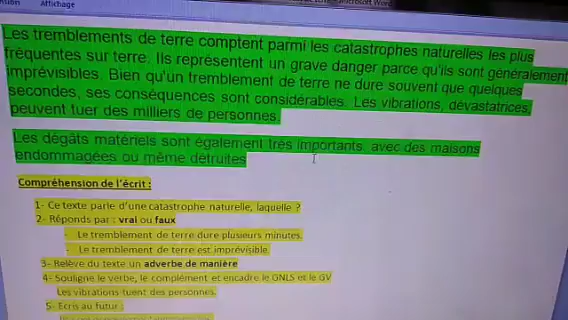 Affichage
Microsoft Word
Les tremblements de terre comptent parmi les catastrophes naturelles les plus
fréquentes sur terre. Ils représentent un grave danger parce qu'ils sont généralement
imprévisibles. Bien qu'un tremblement de terre ne dure souvent que quelques
secondes, ses conséquences sont considérables. Les vibrations, dévastatrices,
peuvent tuer des milliers de personnes.
Les dégâts matériels sont également très importants, avec des maisons
endommagées ou même détruites
Compréhension de l'écrit :
1- Ce texte parle d'une catastrophe naturelle, laquelle ?
2- Réponds par : vrai ou faux
- Le tremblement de terre dure plusieurs minutes.
- Le tremblement de terre est imprévisible.
3- Relève du texte un adverbe de manière
4- Souligne le verbe, le complément et encadre le GNLS et le GV
Les vibrations tuent des personnes.
5- Ecris au futur :